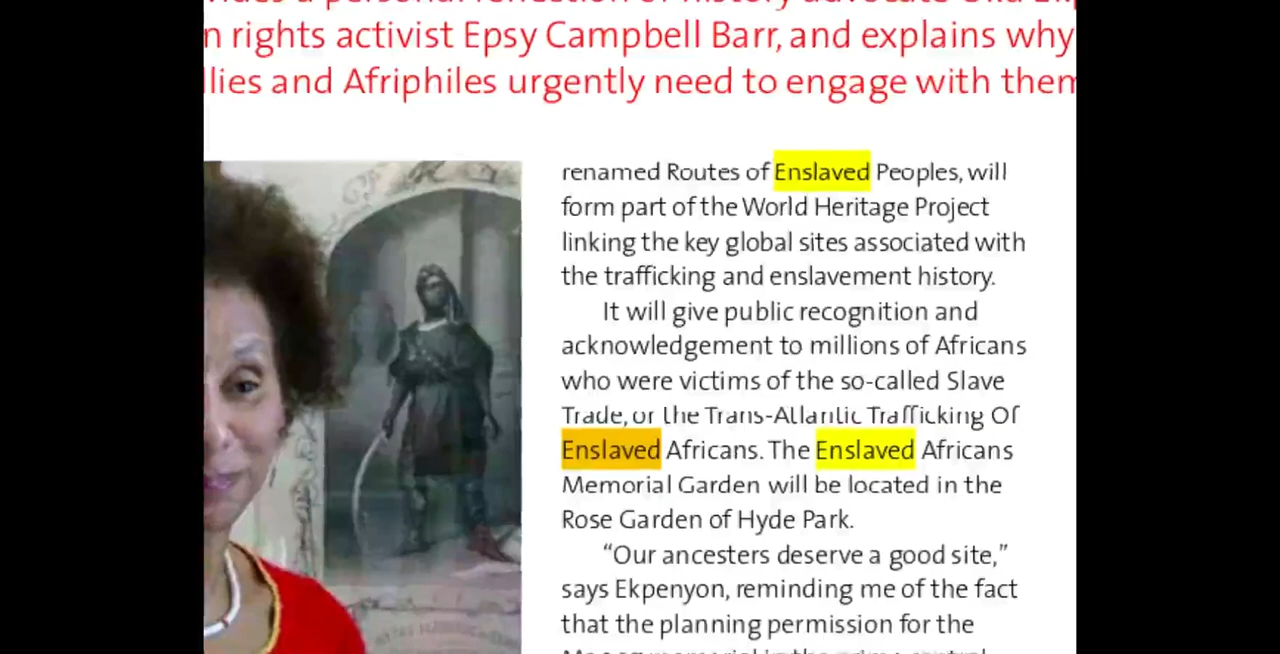 n rights activist Epsy Campbell Barr, and explains why
llies and Afriphiles urgently need to engage with them
renamed Routes of Enslaved Peoples, will
form part of the World Heritage Project
linking the key global sites associated with
the trafficking and enslavement history.
It will give public recognition and
acknowledgement to millions of Africans
who were victims of the so-called Slave
Trade, or the Trans-Atlantic Trafficking Of
Enslaved Africans. The Enslaved Africans
Memorial Garden will be located in the
Rose Garden of Hyde Park.
“Our ancesters deserve a good site,”
says Ekpenyon, reminding me of the fact
that the planning permission for the